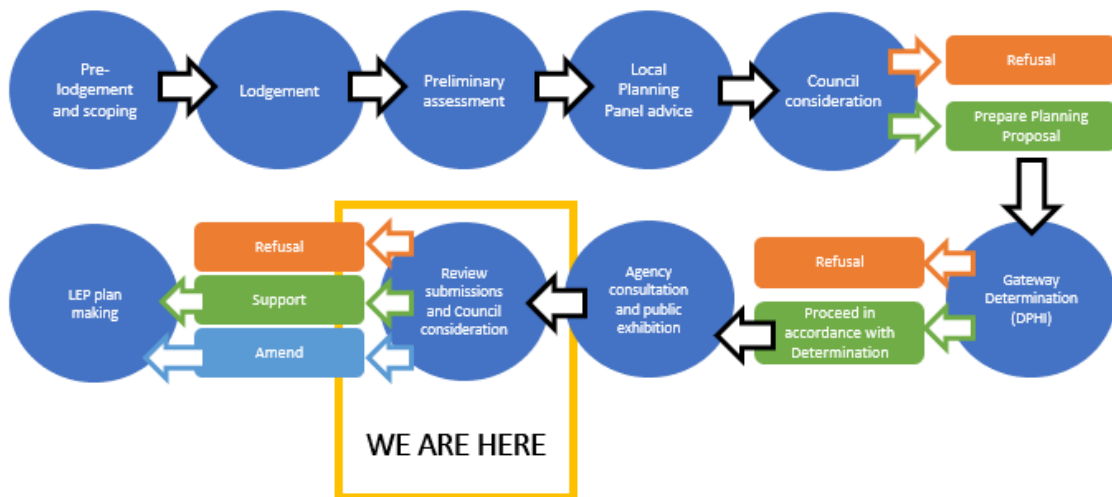 Pre-
lodgement
and scoping
Lodgement
Preliminary
assessment
Local
Planning
Panel advice
Council
consideration
Refusal
Prepare Planning
Proposal
Gateway
Determination
(DPHI)
Refusal
Proceed in
accordance with
Determination
Agency
consultation
and public
exhibition
Review
submissions
and Council
consideration
Refusal
Support
Amend
LEP plan
making
WE ARE HERE